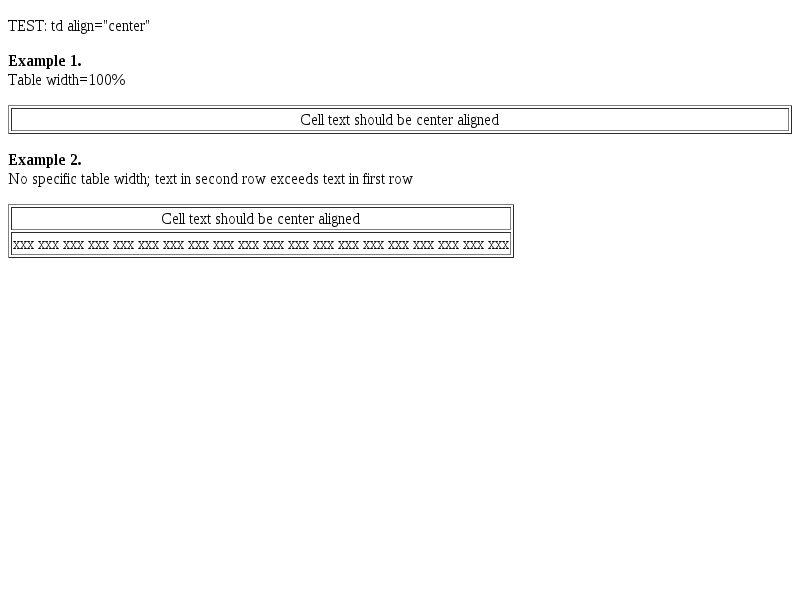 TEST: td align="center"
Example 1.
Table width=100%
Cell text should be center aligned
Example 2.
No specific table width; text in second row exceeds text in first row
Cell text should be center aligned
xxx xxx xxx xxx xxx xxx xxx xxx xxx xxx xxx xxx xxx xxx xxx xxx xxx xxx xxx xxx